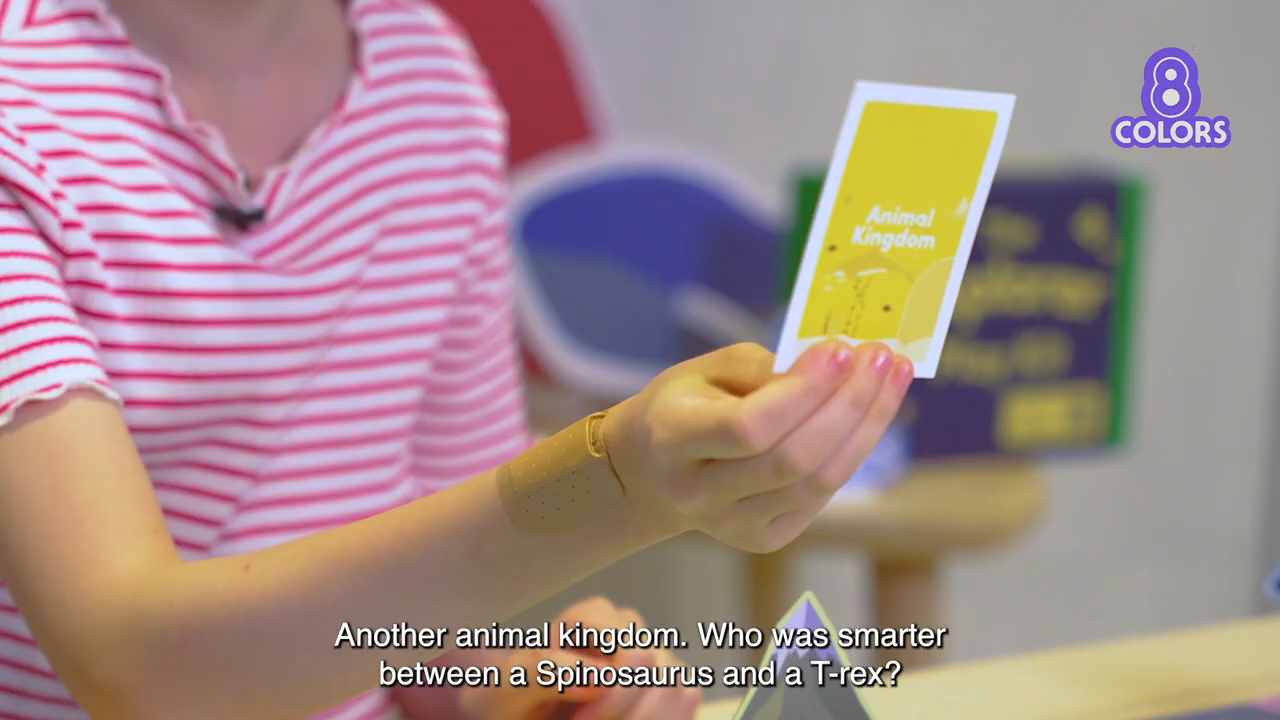 8
COLORS
Animal
Kingdom
Another animal kingdom. Who was smarter
between a Spinosaurus and a T-rex?